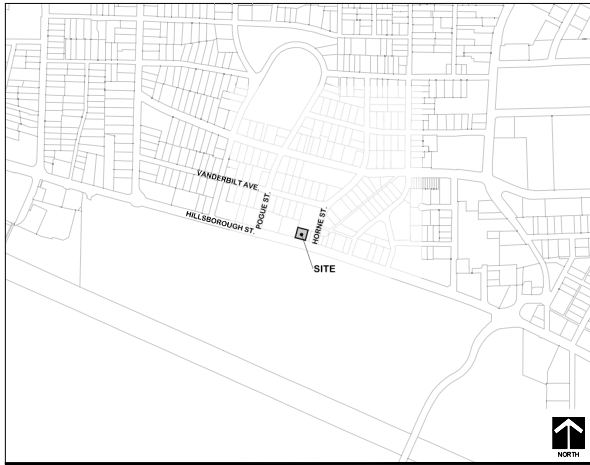 VANDERBILT AVE.
POGUE ST.
HORNE ST.
HILLSBOROUGH ST.
SITE
NORTH